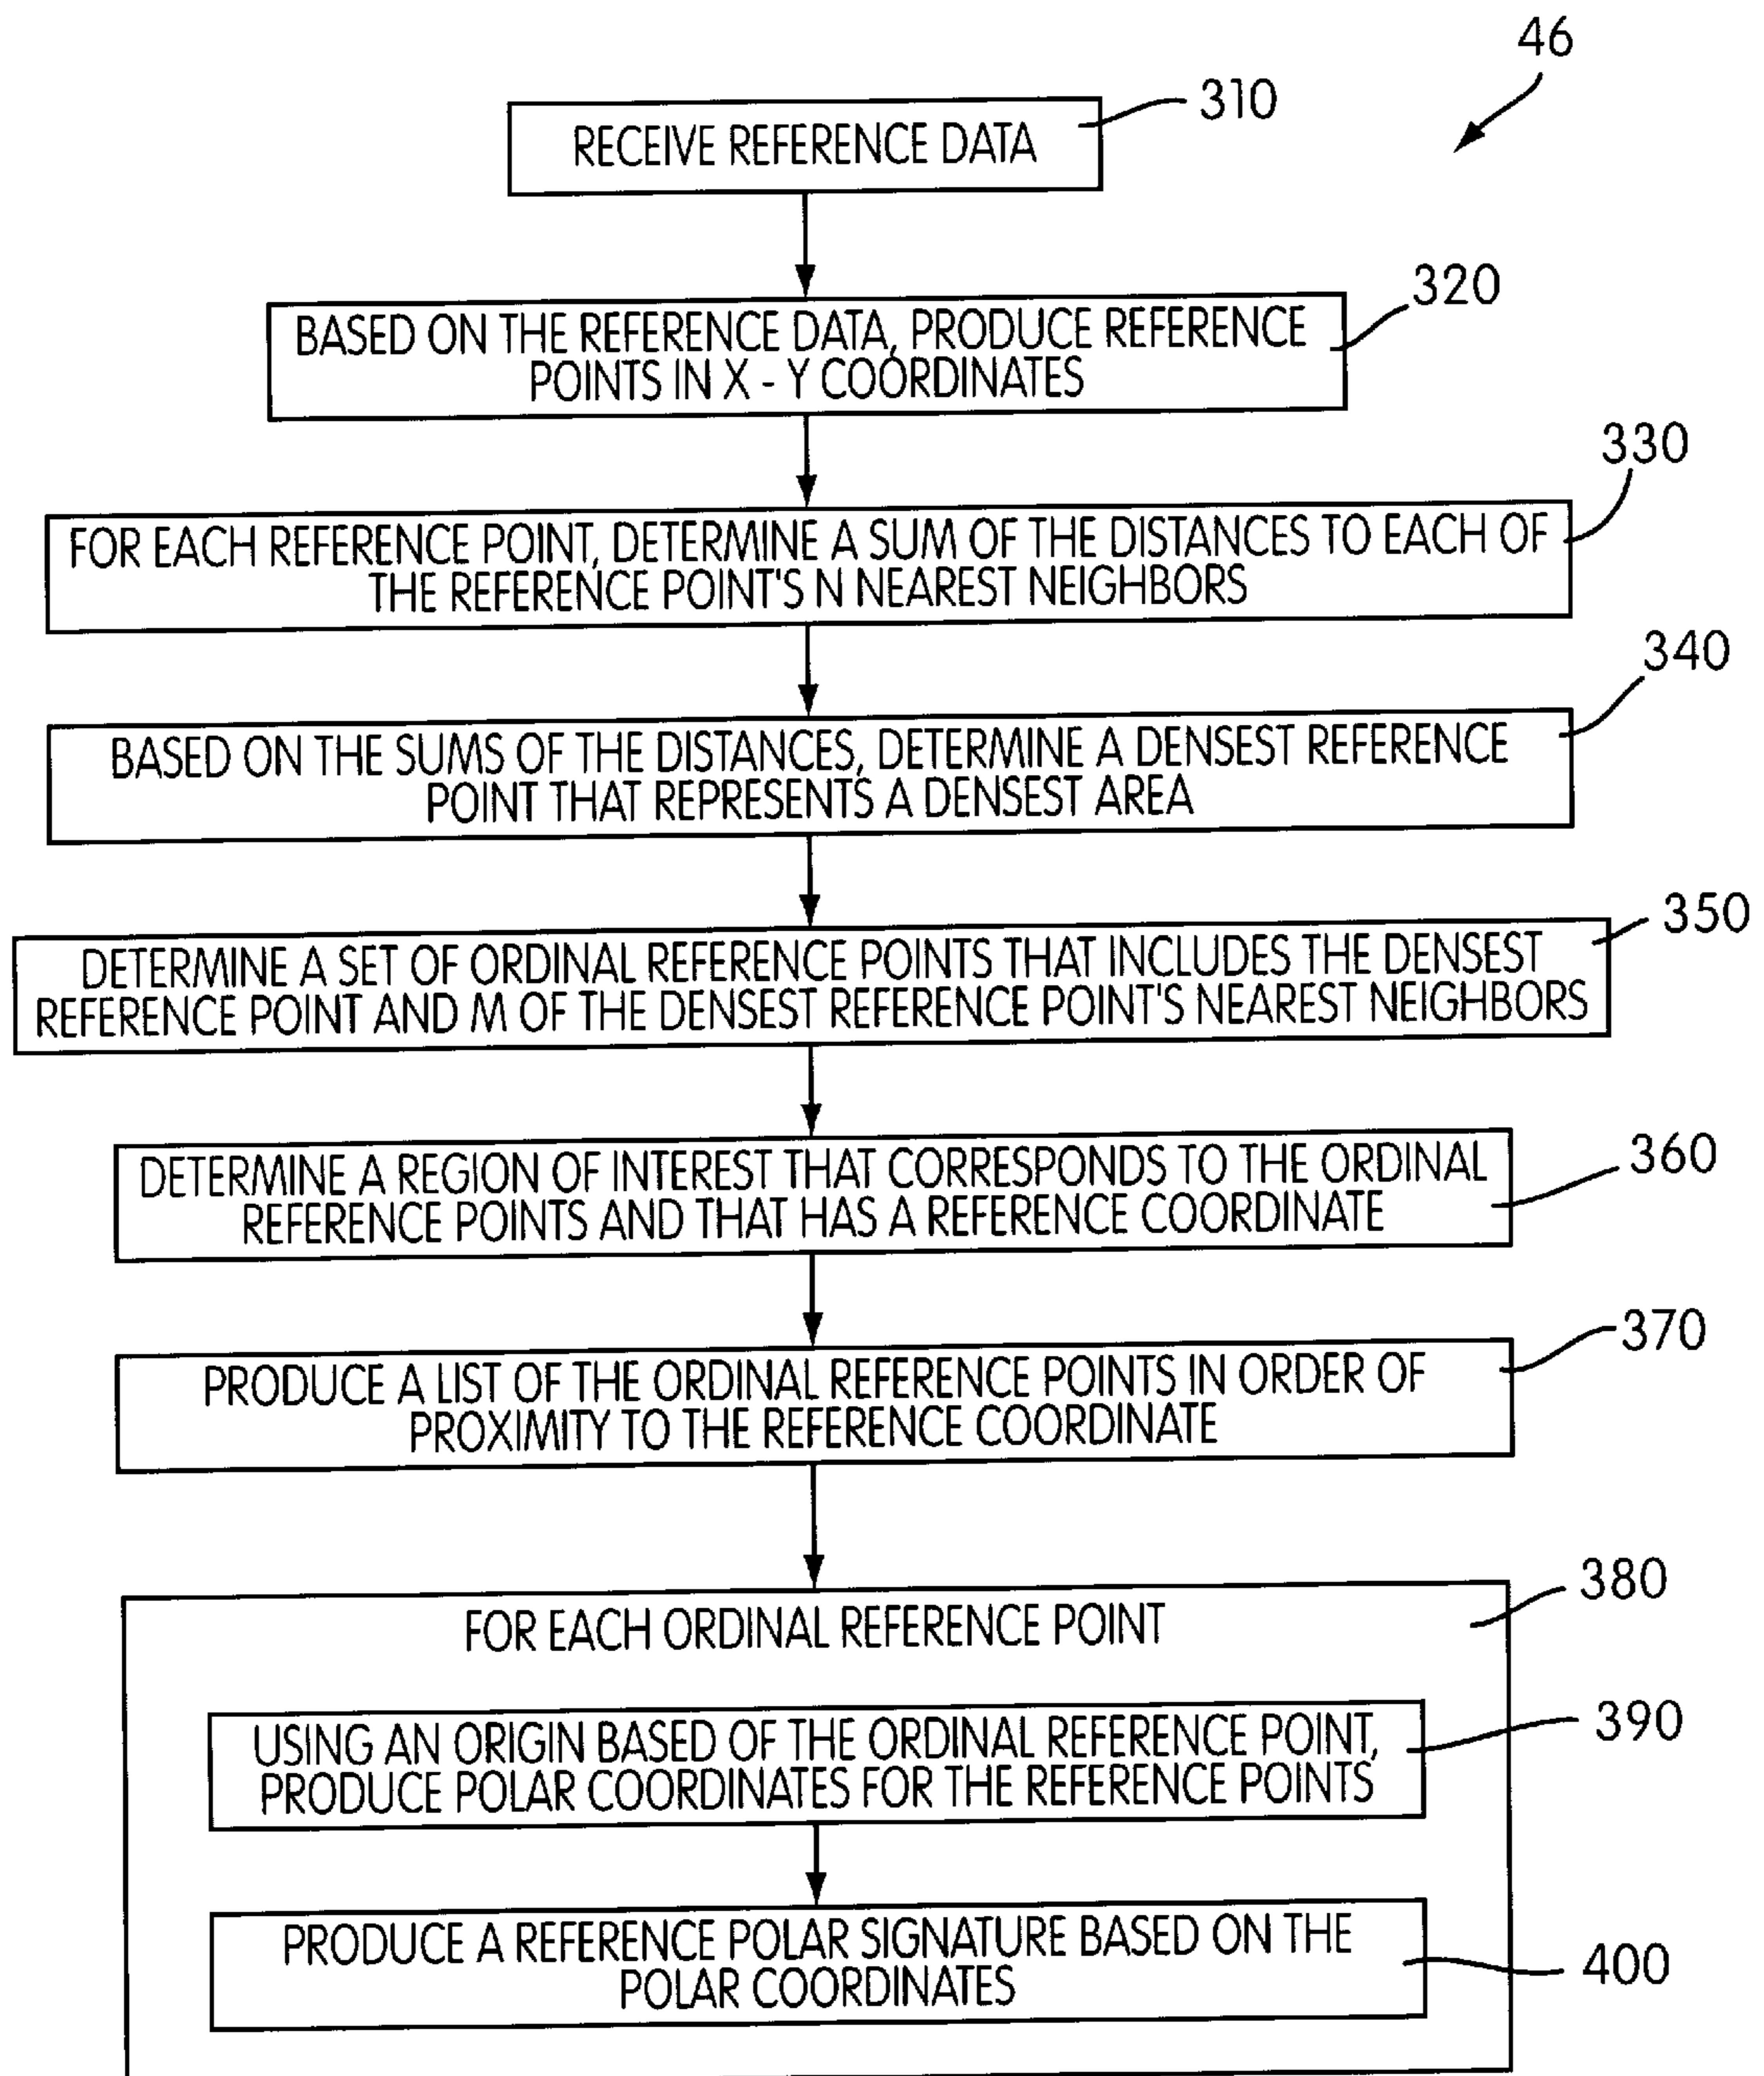 46
310
RECEIVE REFERENCE DATA
320
BASED ON THE REFERENCE DATA, PRODUCE REFERENCE
POINTS IN X - Y COORDINATES
330
FOR EACH REFERENCE POINT, DETERMINE A SUM OF THE DISTANCES TO EACH OF
THE REFERENCE POINT'S N NEAREST NEIGHBORS
340
BASED ON THE SUMS OF THE DISTANCES, DETERMINE A DENSEST REFERENCE
POINT THAT REPRESENTS A DENSEST AREA
350
DETERMINE A SET OF ORDINAL REFERENCE POINTS THAT INCLUDES THE DENSEST
REFERENCE POINT AND M OF THE DENSEST REFERENCE POINT'S NEAREST NEIGHBORS
360
DETERMINE A REGION OF INTEREST THAT CORRESPONDS TO THE ORDINAL
REFERENCE POINTS AND THAT HAS A REFERENCE COORDINATE
370
PRODUCE A LIST OF THE ORDINAL REFERENCE POINTS IN ORDER OF
PROXIMITY TO THE REFERENCE COORDINATE
380
FOR EACH ORDINAL REFERENCE POINT
390
USING AN ORIGIN BASED OF THE ORDINAL REFERENCE POINT,
PRODUCE POLAR COORDINATES FOR THE REFERENCE POINTS
PRODUCE A REFERENCE POLAR SIGNATURE BASED ON THE
POLAR COORDINATES
400